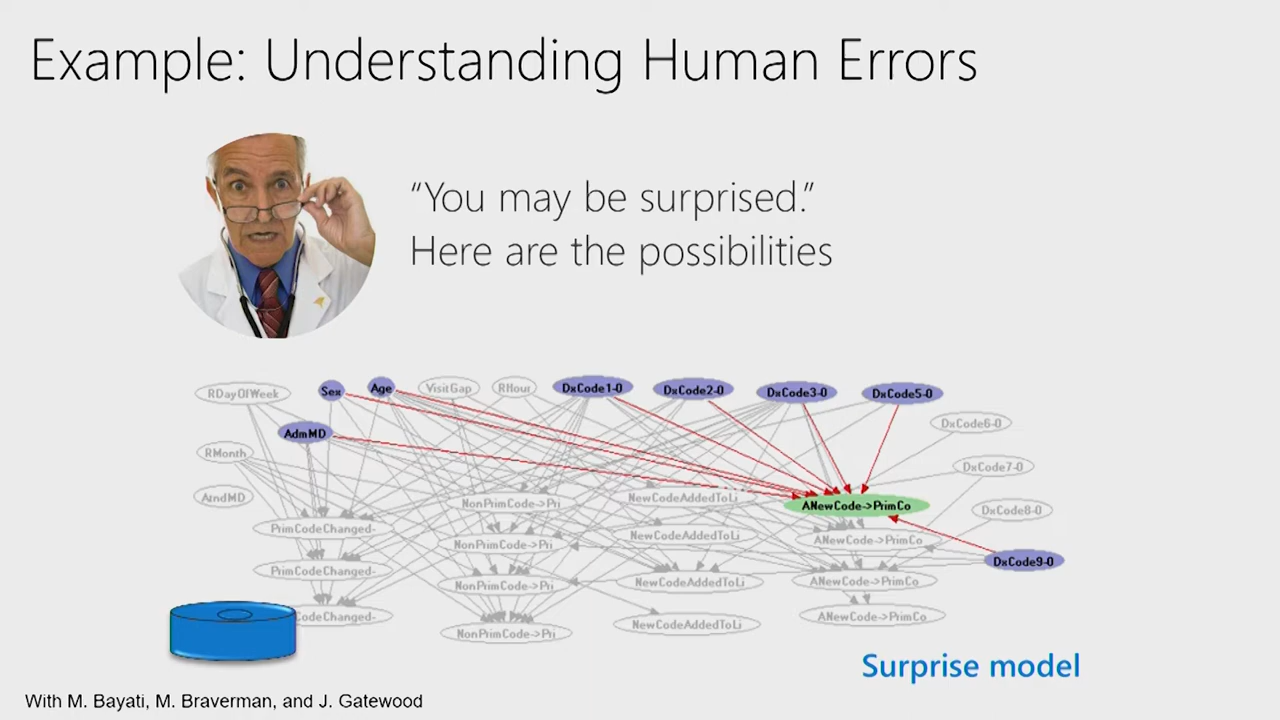 Example: Understanding Human Errors
“You may be surprised.”
Here are the possibilities
RDayOfWeek
Sex
Age
VisitGap
RHour
DxCode1-0
DxCode2-0
DxCode3-0
DxCode5-0
AdmMD
DxCode6-0
RMonth
DxCode7-0
AtndMD
NonPrimCode->Pri
NewCodeAddedToLi
ANewCode->PrimCo
DxCode8-0
PrimCodeChanged-
NonPrimCode->Pri
NewCodeAddedToLi
ANewCode->PrimCo
DxCode9-0
PrimCodeChanged-
NonPrimCode->Pri
NewCodeAddedToLi
ANewCode->PrimCo
CodeChanged-
NonPrimCode->Pri
NewCodeAddedToLi
ANewCode->PrimCo
Surprise model
With M. Bayati, M. Braverman, and J. Gatewood